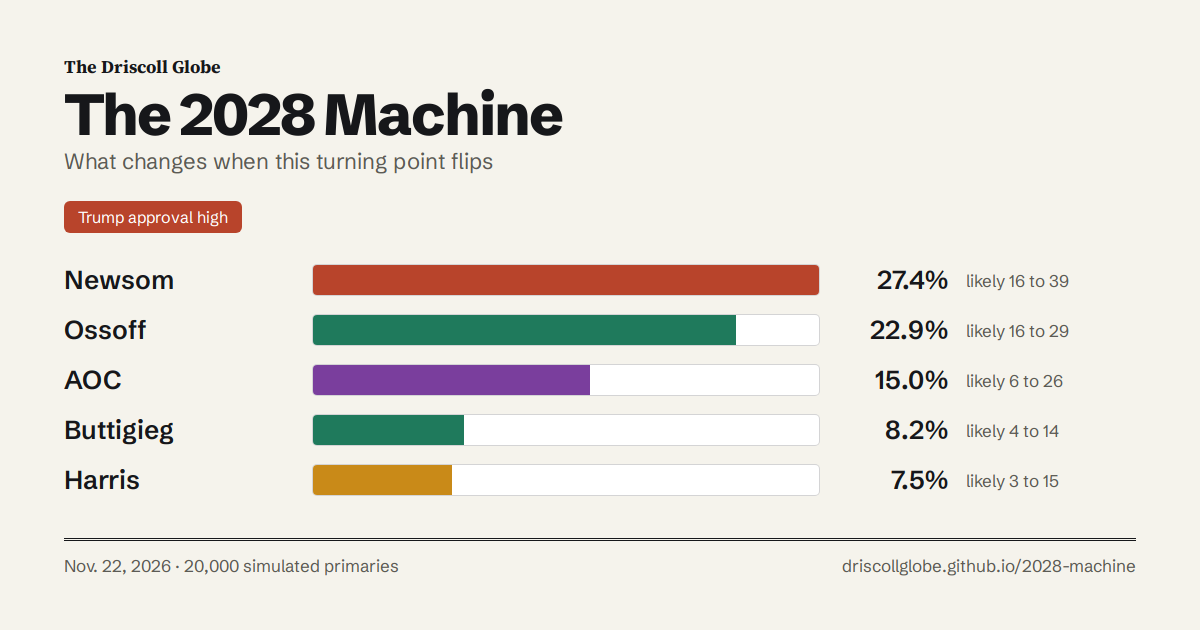 The Driscoll Globe
The 2028 Machine
What changes when this turning point flips
Trump approval high
Newsom 27.4% likely 16 to 39
Ossoff 22.9% likely 16 to 29
AOC 15.0% likely 6 to 26
Buttigieg 8.2% likely 4 to 14
Harris 7.5% likely 3 to 15
Nov. 22, 2026 · 20,000 simulated primaries driscollglobe.github.io/2028-machine